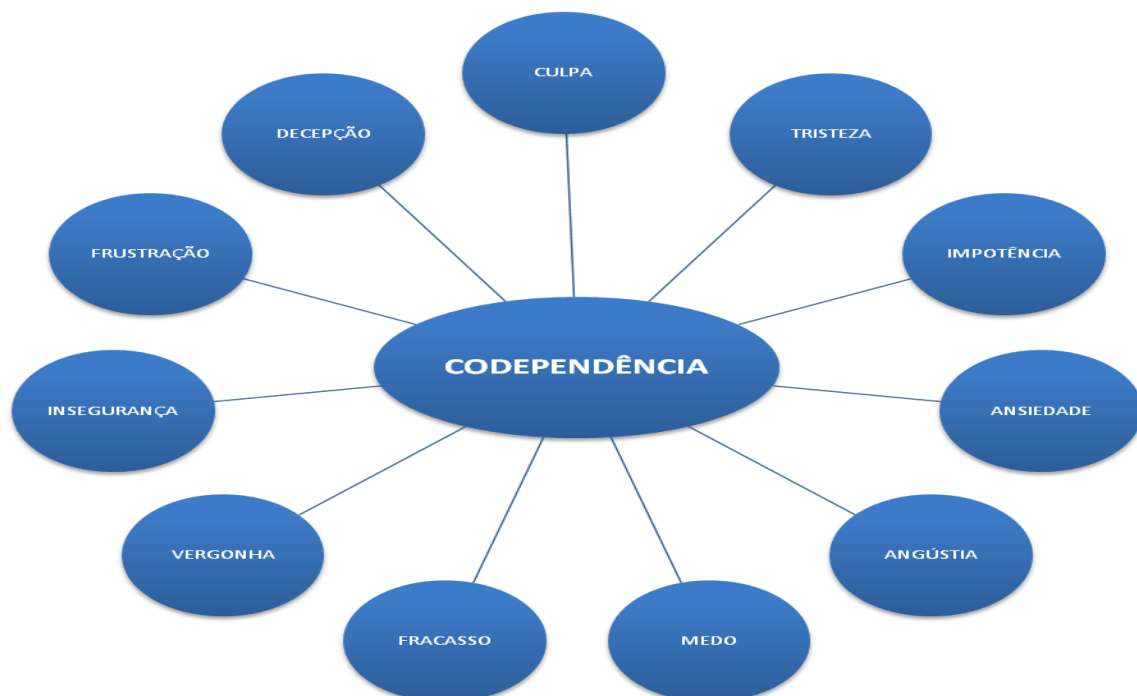 CULPA
DECEPÇÃO
TRISTEZA
FRUSTRAÇÃO
IMPOTÊNCIA
CODEPENDÊNCIA
INSEGURANÇA
ANSIEDADE
VERGONHA
ANGÚSTIA
FRACASSO
MEDO